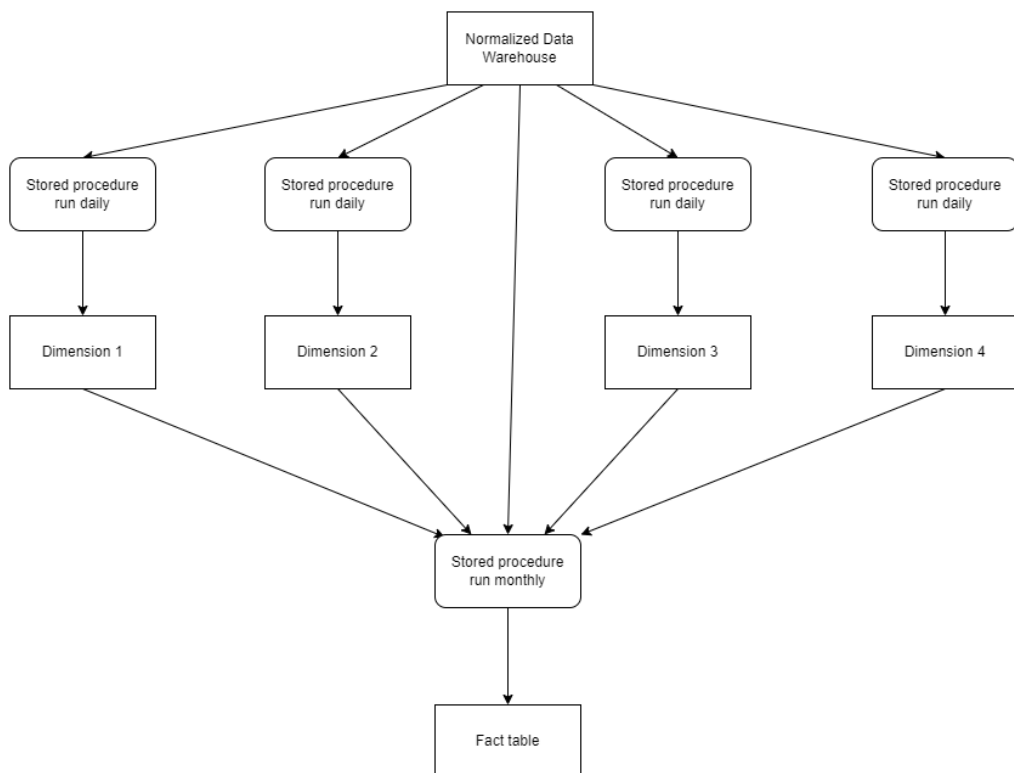 Normalized Data
Warehouse
Stored procedure
run daily
Stored procedure
run daily
Stored procedure
run daily
Stored procedure
run daily
Dimension 1
Dimension 2
Dimension 3
Dimension 4
Stored procedure
run monthly
Fact table